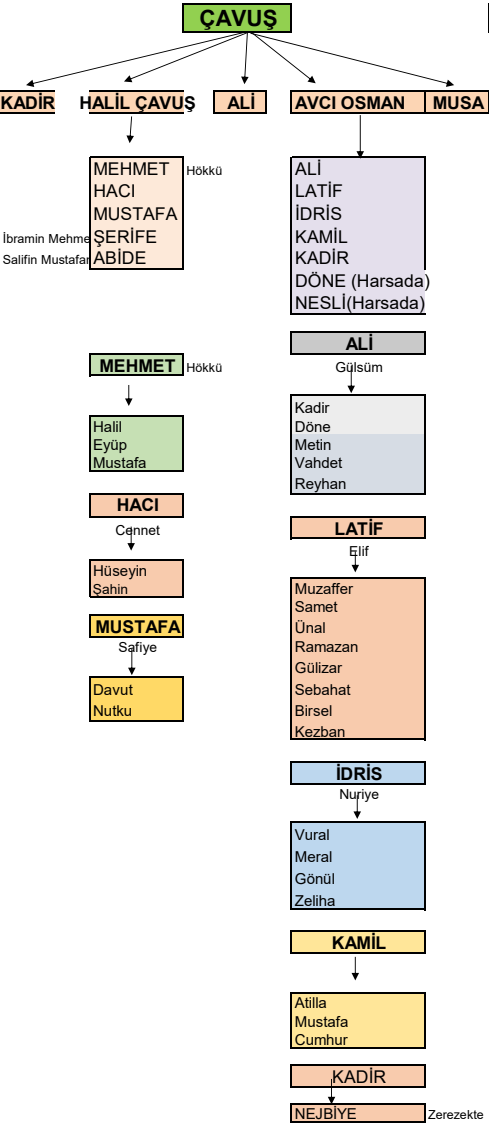 ÇAVUŞ
KADİR HALİL ÇAVUŞ ALİ AVCI OSMAN MUSA
MEHMET Hökkü
HACI
MUSTAFA
İbramin Mehme ŞERİFE
Salifin Mustafar ABİDE
ALİ
LATİF
İDRİS
KAMİL
KADİR
DÖNE (Harsada)
NESLİ(Harsada)
MEHMET Hökkü
Halil
Eyüp
Mustafa
HACI
Cennet
Hüseyin
Şahin
MUSTAFA
Safiye
Davut
Nutku
ALİ
Gülsüm
Kadir
Döne
Metin
Vahdet
Reyhan
LATİF
Elif
Muzaffer
Samet
Ünal
Ramazan
Gülizar
Sebahat
Birsel
Kezban
İDRİS
Nuriye
Vural
Meral
Gönül
Zeliha
KAMİL
Atilla
Mustafa
Cumhur
KADİR
NEJBİYE Zerezekte